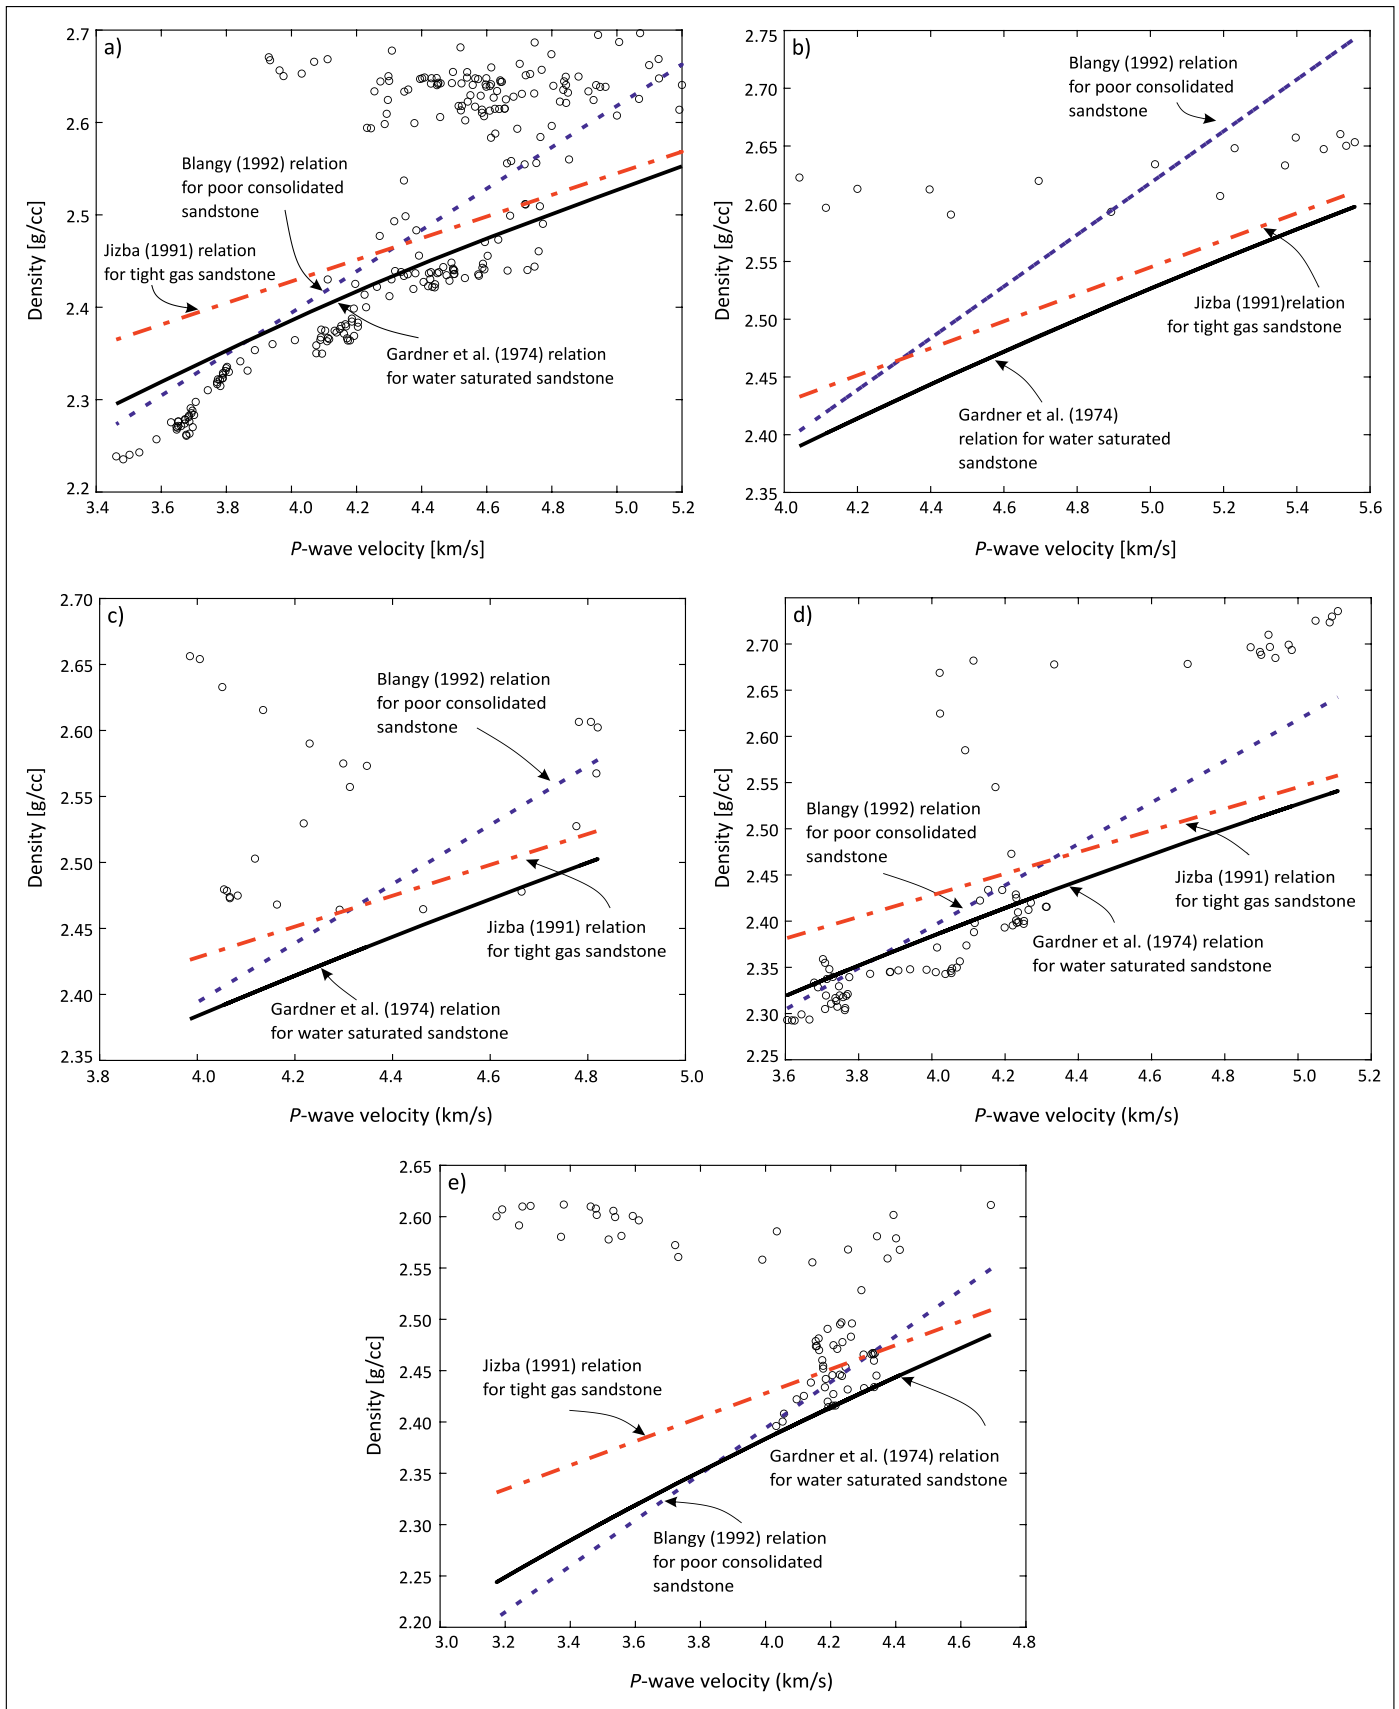 a)
2.7
2.6
2.5
2.4
2.3
2.2
Density [g/cc]
Blangy (1992) relation
for poor consolidated
sandstone
Jizba (1991) relation
for tight gas sandstone
Gardner et al. (1974) relation
for water saturated sandstone
3.4 3.6 3.8 4.0 4.2 4.4 4.6 4.8 5.0 5.2
P-wave velocity [km/s]
b)
2.75
2.70
2.65
2.60
2.55
2.50
2.45
2.40
2.35
Density [g/cc]
Blangy (1992) relation
for poor consolidated
sandstone
Jizba (1991)relation
for tight gas sandstone
Gardner et al. (1974)
relation for water saturated
sandstone
4.0 4.2 4.4 4.6 4.8 5.0 5.2 5.4 5.6
P-wave velocity [km/s]
c)
2.70
2.65
2.60
2.55
2.50
2.45
2.40
2.35
Density [g/cc]
Blangy (1992) relation
for poor consolidated
sandstone
Jizba (1991) relation
for tight gas sandstone
Gardner et al. (1974) relation
for water saturated sandstone
3.8 4.0 4.2 4.4 4.6 4.8 5.0
P-wave velocity (km/s)
d)
2.70
2.65
2.60
2.55
2.50
2.45
2.40
2.35
2.30
2.25
Density [g/cc]
Blangy (1992) relation
for poor consolidated
sandstone
Jizba (1991) relation
for tight gas sandstone
Gardner et al. (1974) relation
for water saturated sandstone
3.6 3.8 4.0 4.2 4.4 4.6 4.8 5.0 5.2
P-wave velocity (km/s)
e)
2.65
2.60
2.55
2.50
2.45
2.40
2.35
2.30
2.25
2.20
Density [g/cc]
Jizba (1991) relation
for tight gas sandstone
Gardner et al. (1974) relation
for water saturated sandstone
Blangy (1992) relation
for poor consolidated
sandstone
3.0 3.2 3.4 3.6 3.8 4.0 4.2 4.4 4.6 4.8
P-wave velocity (km/s)